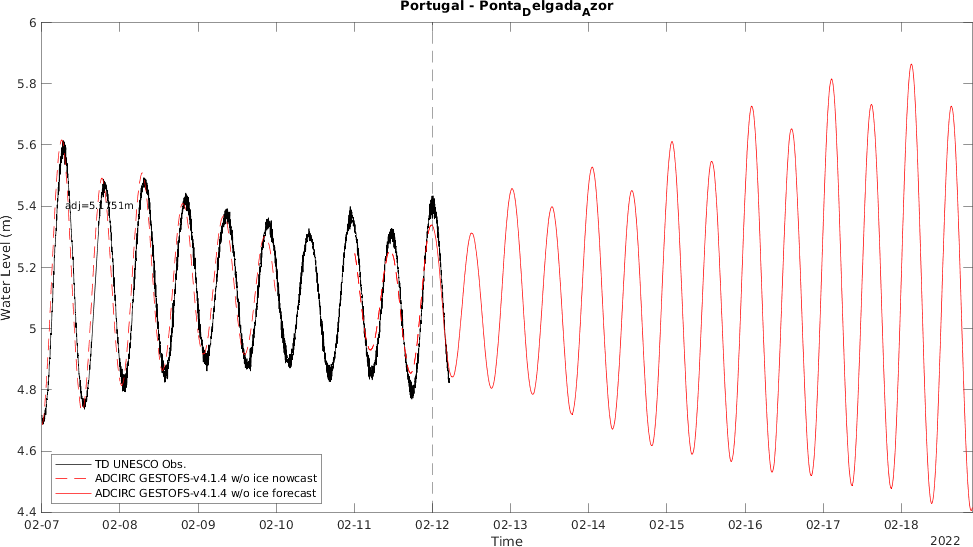 Portugal - PontaDelgadaAzor
6
5.8
5.6
5.4
5.2
5
4.8
4.6
4.4
Water Level (m)
adj=5.1751m
TD UNESCO Obs.
ADCIRC GESTOFS-v4.1.4 w/o ice nowcast
ADCIRC GESTOFS-v4.1.4 w/o ice forecast
02-07 02-08 02-09 02-10 02-11 02-12 02-13 02-14 02-15 02-16 02-17 02-18
Time
2022